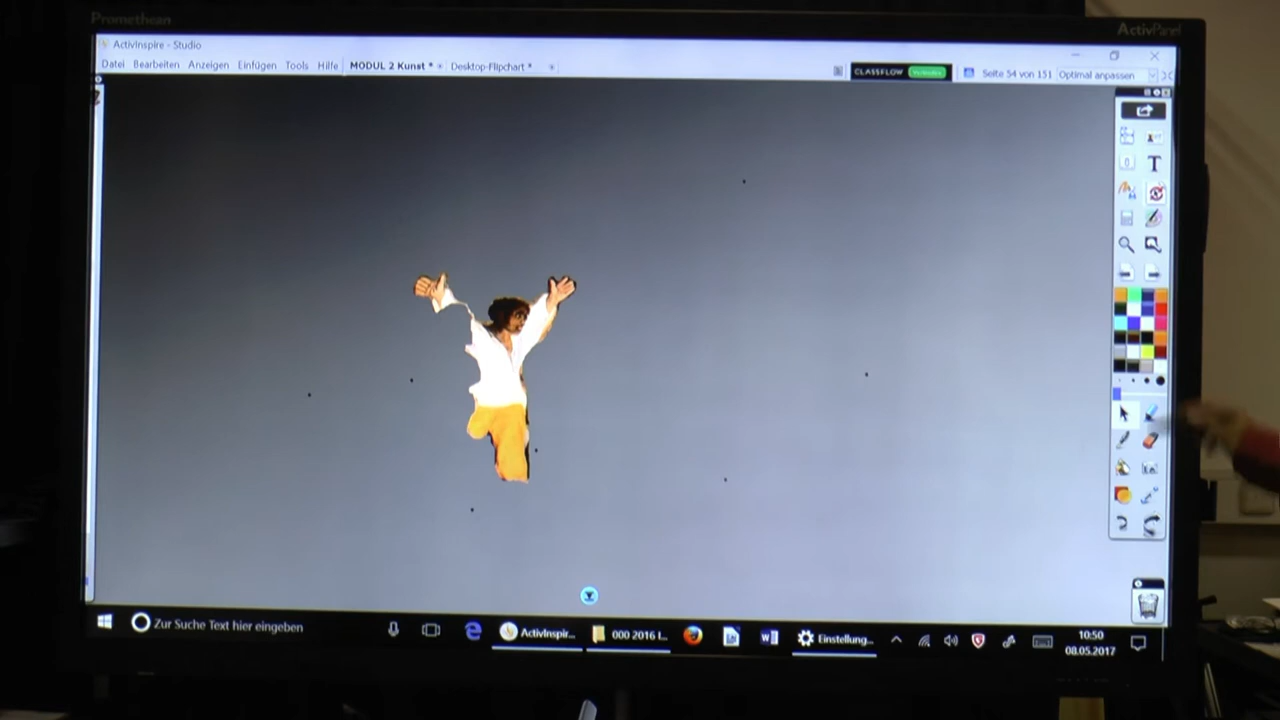 Promethean
ActivPanel
ActivInspire - Studio
Datei Bearbeiten Anzeigen Einfügen Tools Hilfe MODUL 2 Kunst * Desktop-Flipchart *
CLASSFLOW
Seite 54 von 151 Optimal anpassen
T
Zur Suche Text hier eingeben
ActivInspir...
000 2016 I...
W
Einstellung...
10:50
08.05.2017